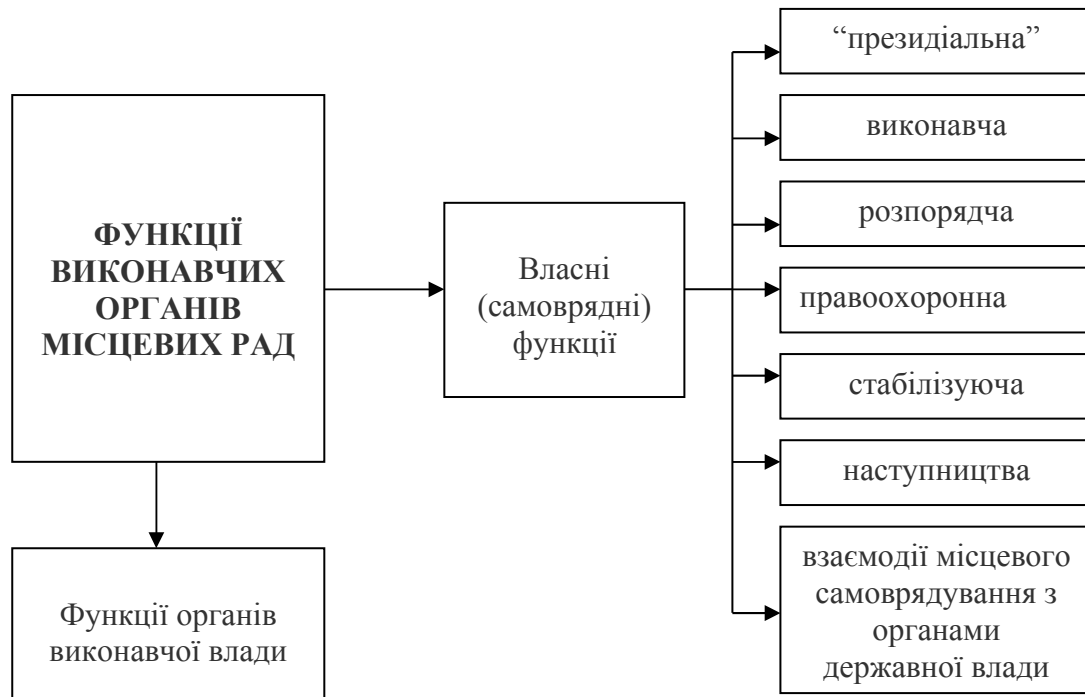 ФУНКЦІЇ
ВИКОНАВЧИХ
ОРГАНІВ
МІСЦЕВИХ РАД
Функції органів
виконавчої влади
Власні
(самоврядні)
функції
“президіальна”
виконавча
розпорядча
правоохоронна
стабілізуюча
наступництва
взаємодії місцевого
самоврядування з
органами
державної влади